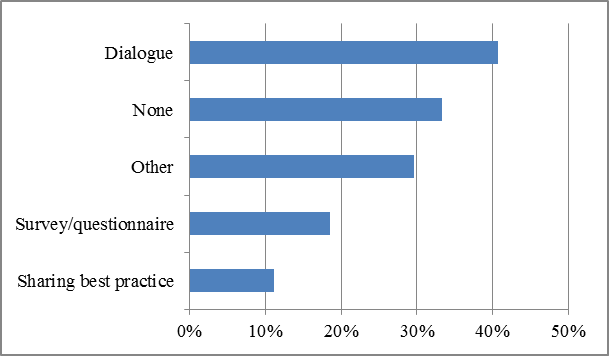 Dialogue
None
Other
Survey/questionnaire
Sharing best practice
0% 10% 20% 30% 40% 50%